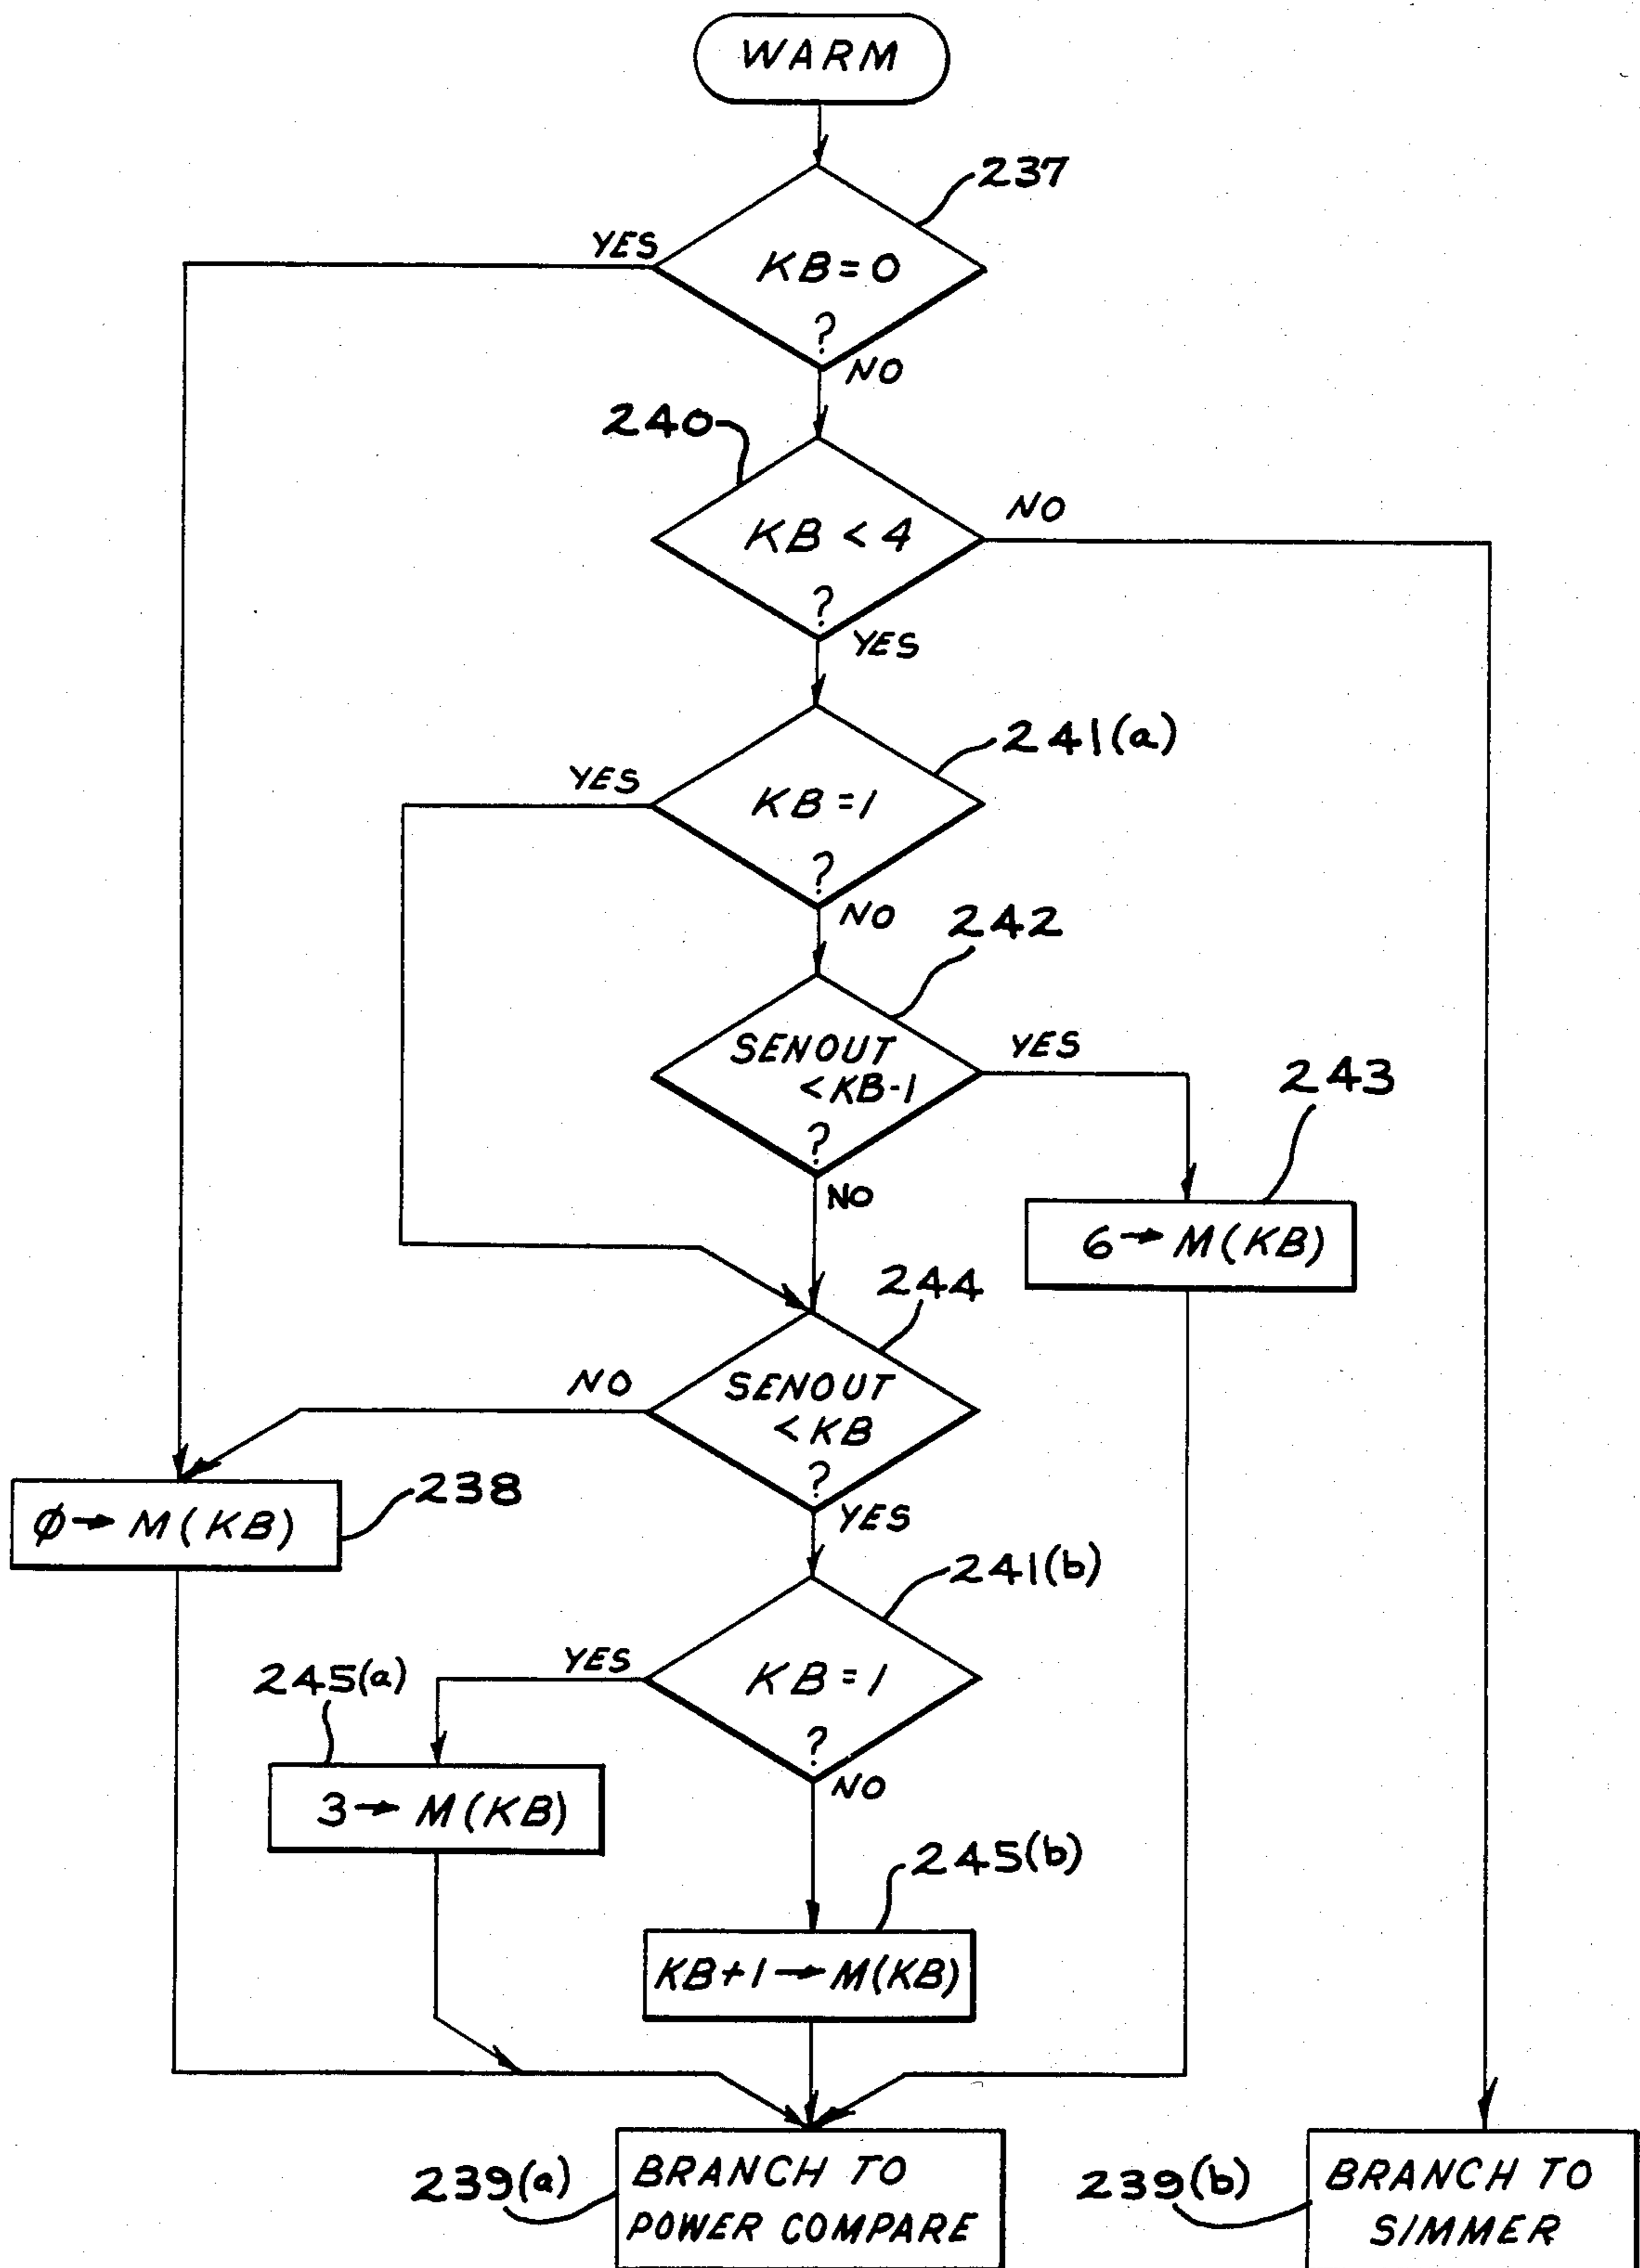 WARM
237
YES
KB=0
?
NO
240
NO
KB < 4
?
YES
241(a)
YES
KB=1
?
NO
242
SENOUT
<KB-1
?
YES
243
NO
6→M(KB)
244
NO
SENOUT
<KB
?
238
φ→M(KB)
YES
241(b)
245(a)
YES
KB=1
?
NO
3→M(KB)
245(b)
KB+1→M(KB)
239(a)
BRANCH TO
POWER COMPARE
239(b)
BRANCH TO
SIMMER